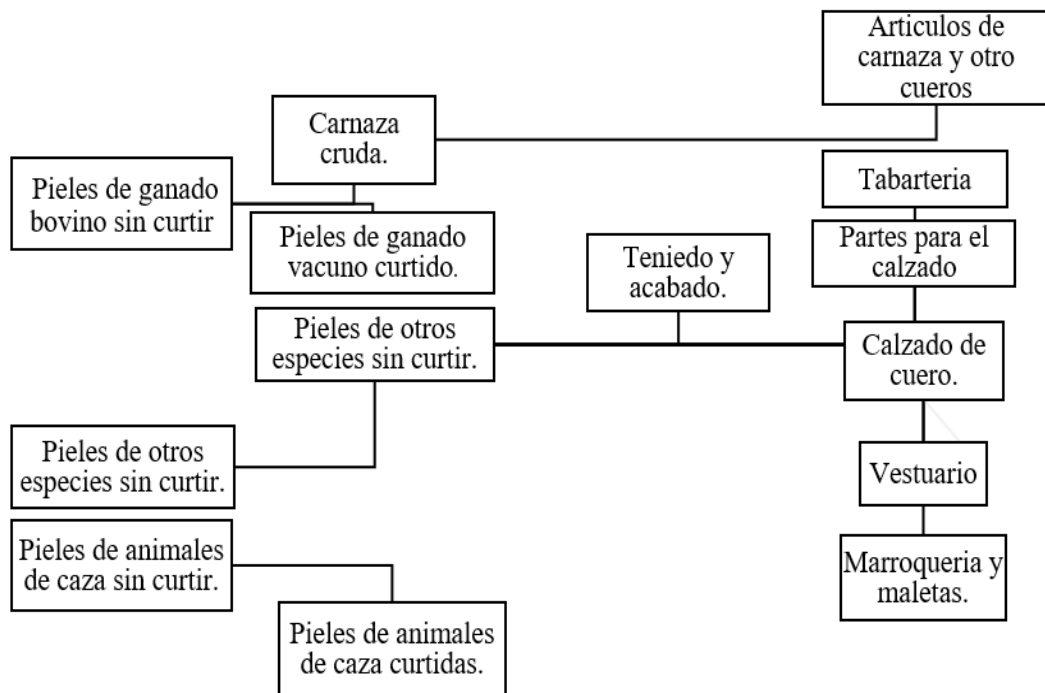 Articulos de
carnaza y otro
cueros
Carnaza
cruda.
Pieles de ganado
bovino sin curtir
Tabarteria
Pieles de ganado
vacuno curtido.
Teniedo y
acabado.
Partes para el
calzado
Pieles de otros
especies sin curtir.
Calzado de
cuero.
Pieles de otros
especies sin curtir.
Vestuario
Pieles de animales
de caza sin curtir.
Marroqueria y
maletas.
Pieles de animales
de caza curtidas.